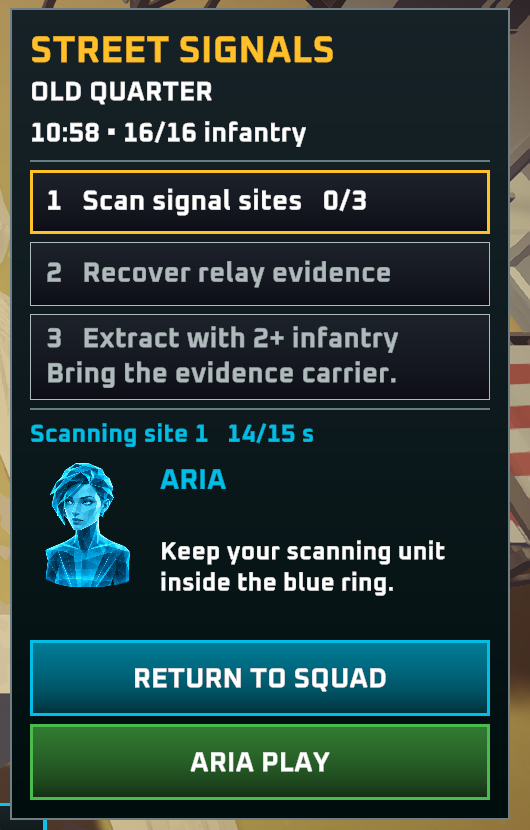 STREET SIGNALS
OLD QUARTER
10:58 ▪ 16/16 infantry
1 Scan signal sites 0/3
2 Recover relay evidence
3 Extract with 2+ infantry
Bring the evidence carrier.
Scanning site 1 14/15 s
ARIA
Keep your scanning unit
inside the blue ring.
RETURN TO SQUAD
ARIA PLAY